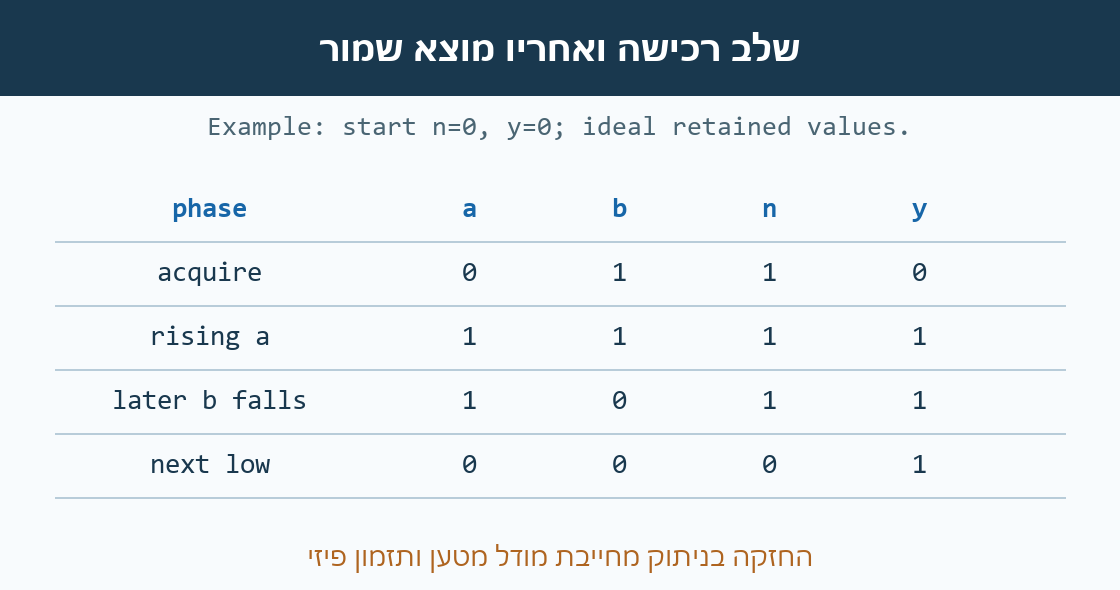 שלב רכישה ואחריו מוצא שמור
Example: start n=0, y=0; ideal retained values.
phase a b n y
acquire 0 1 1 0
rising a 1 1 1 1
later b falls 1 0 1 1
next low 0 0 0 1
החזקה בניתוק מחייבת מודל מטען ותזמון פיזי